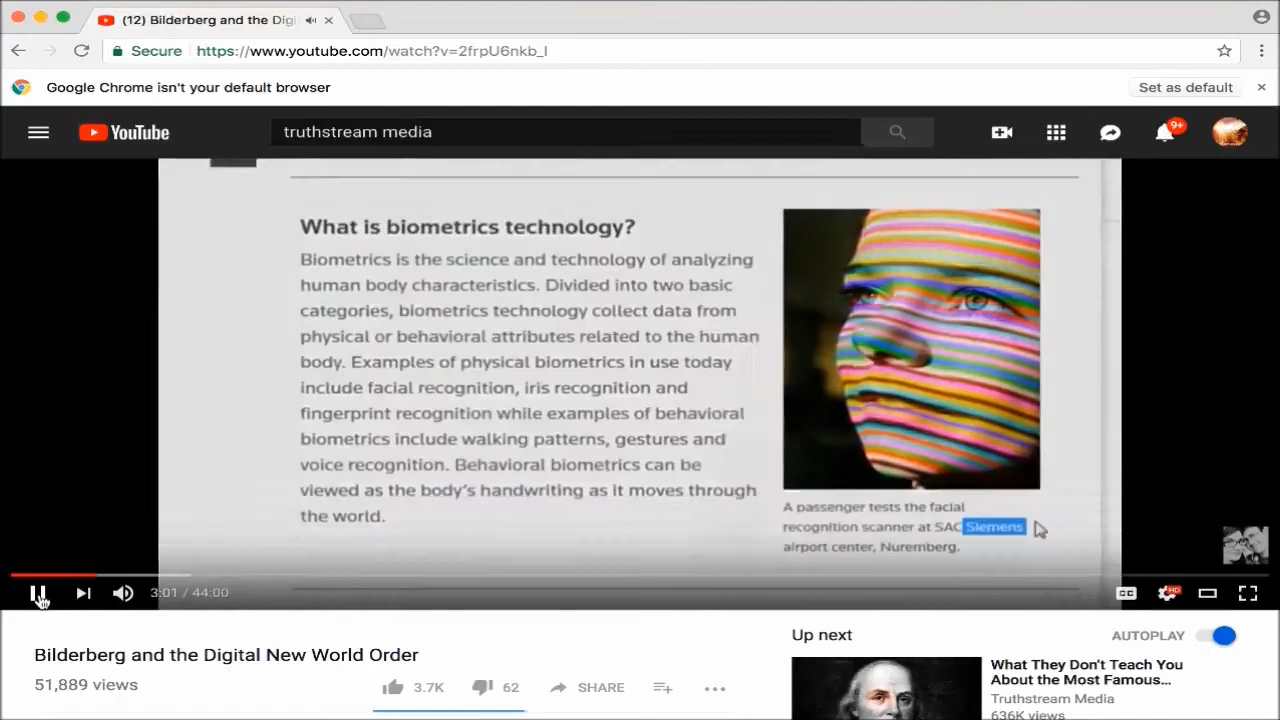 (12) Bilderberg and the Digi
Secure https://www.youtube.com/watch?v=2frpU6nkb_I
Google Chrome isn't your default browser
Set as default
YouTube
truthstream media
9+
What is biometrics technology?
Biometrics is the science and technology of analyzing
human body characteristics. Divided into two basic
categories, biometrics technology collect data from
physical or behavioral attributes related to the human
body. Examples of physical biometrics in use today
include facial recognition, iris recognition and
fingerprint recognition while examples of behavioral
biometrics include walking patterns, gestures and
voice recognition. Behavioral biometrics can be
viewed as the body's handwriting as it moves through
the world.
A passenger tests the facial
recognition scanner at SAC Siemens
airport center, Nuremberg.
3:01 / 44:00
CC
HD
Bilderberg and the Digital New World Order
51,889 views
3.7K
62
SHARE
Up next
AUTOPLAY
What They Don't Teach You
About the Most Famous...
Truthstream Media
636K views